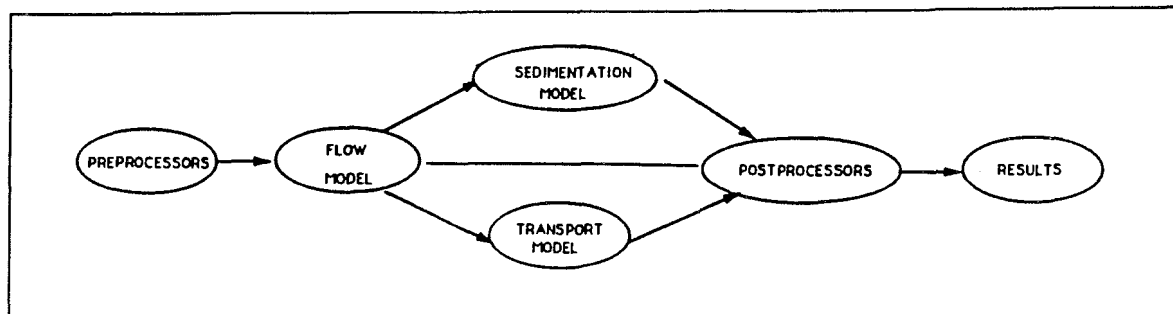 SEDIMENTATION
MODEL
PREPROCESSORS
FLOW
MODEL
POSTPROCESSORS
RESULTS
TRANSPORT
MODEL